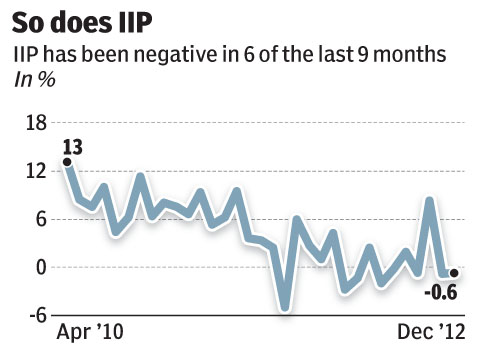 So does IIP
IIP has been negative in 6 of the last 9 months
In %
18
13
12
6
0
-0.6
-6
Apr ’10 Dec ’12